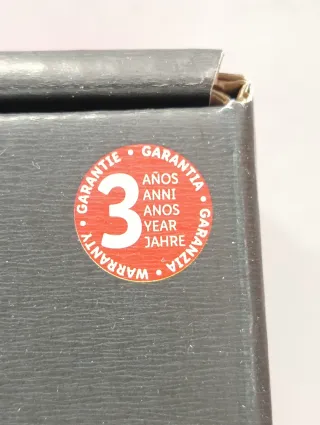 GARANTIE • GARANTIA • GARANZIA • WARRANTY •
3
AÑOS
ANNI
ANOS
YEAR
JAHRE